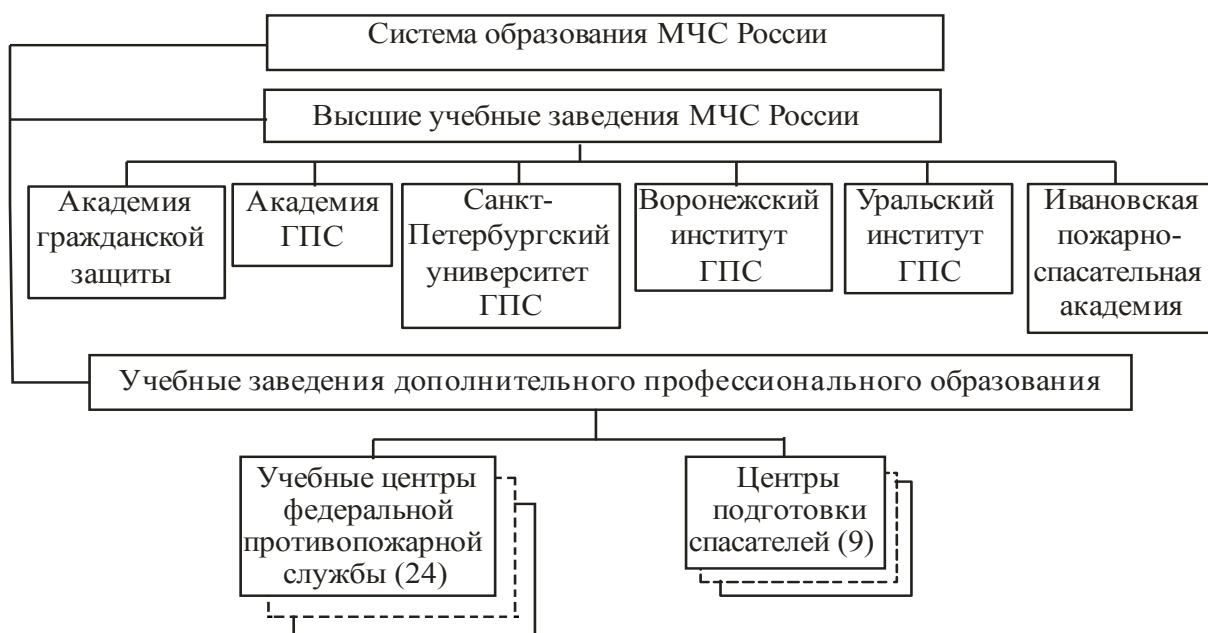 Система образования МЧС России
Высшие учебные заведения МЧС России
Академия
гражданской
защиты
Академия
ГПС
Санкт-
Петербургский
университет
ГПС
Воронежский
институт
ГПС
Уральский
институт
ГПС
Ивановская
пожарно-
спасательная
академия
Учебные заведения дополнительного профессионального образования
Учебные центры
федеральной
противопожарной
службы (24)
Центры
подготовки
спасателей (9)